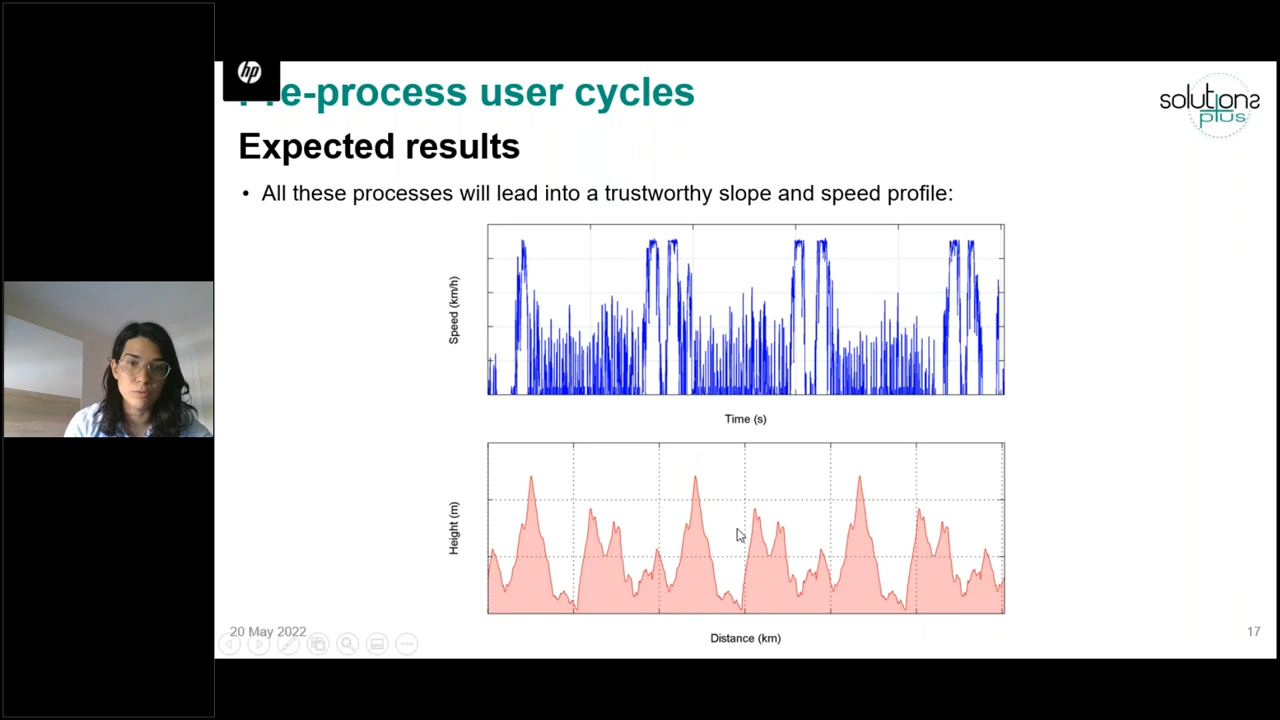 hp
e-process user cycles
solutions
plus
Expected results
• All these processes will lead into a trustworthy slope and speed profile:
Speed (km/h)
Time (s)
Height (m)
Distance (km)
20 May 2022
17